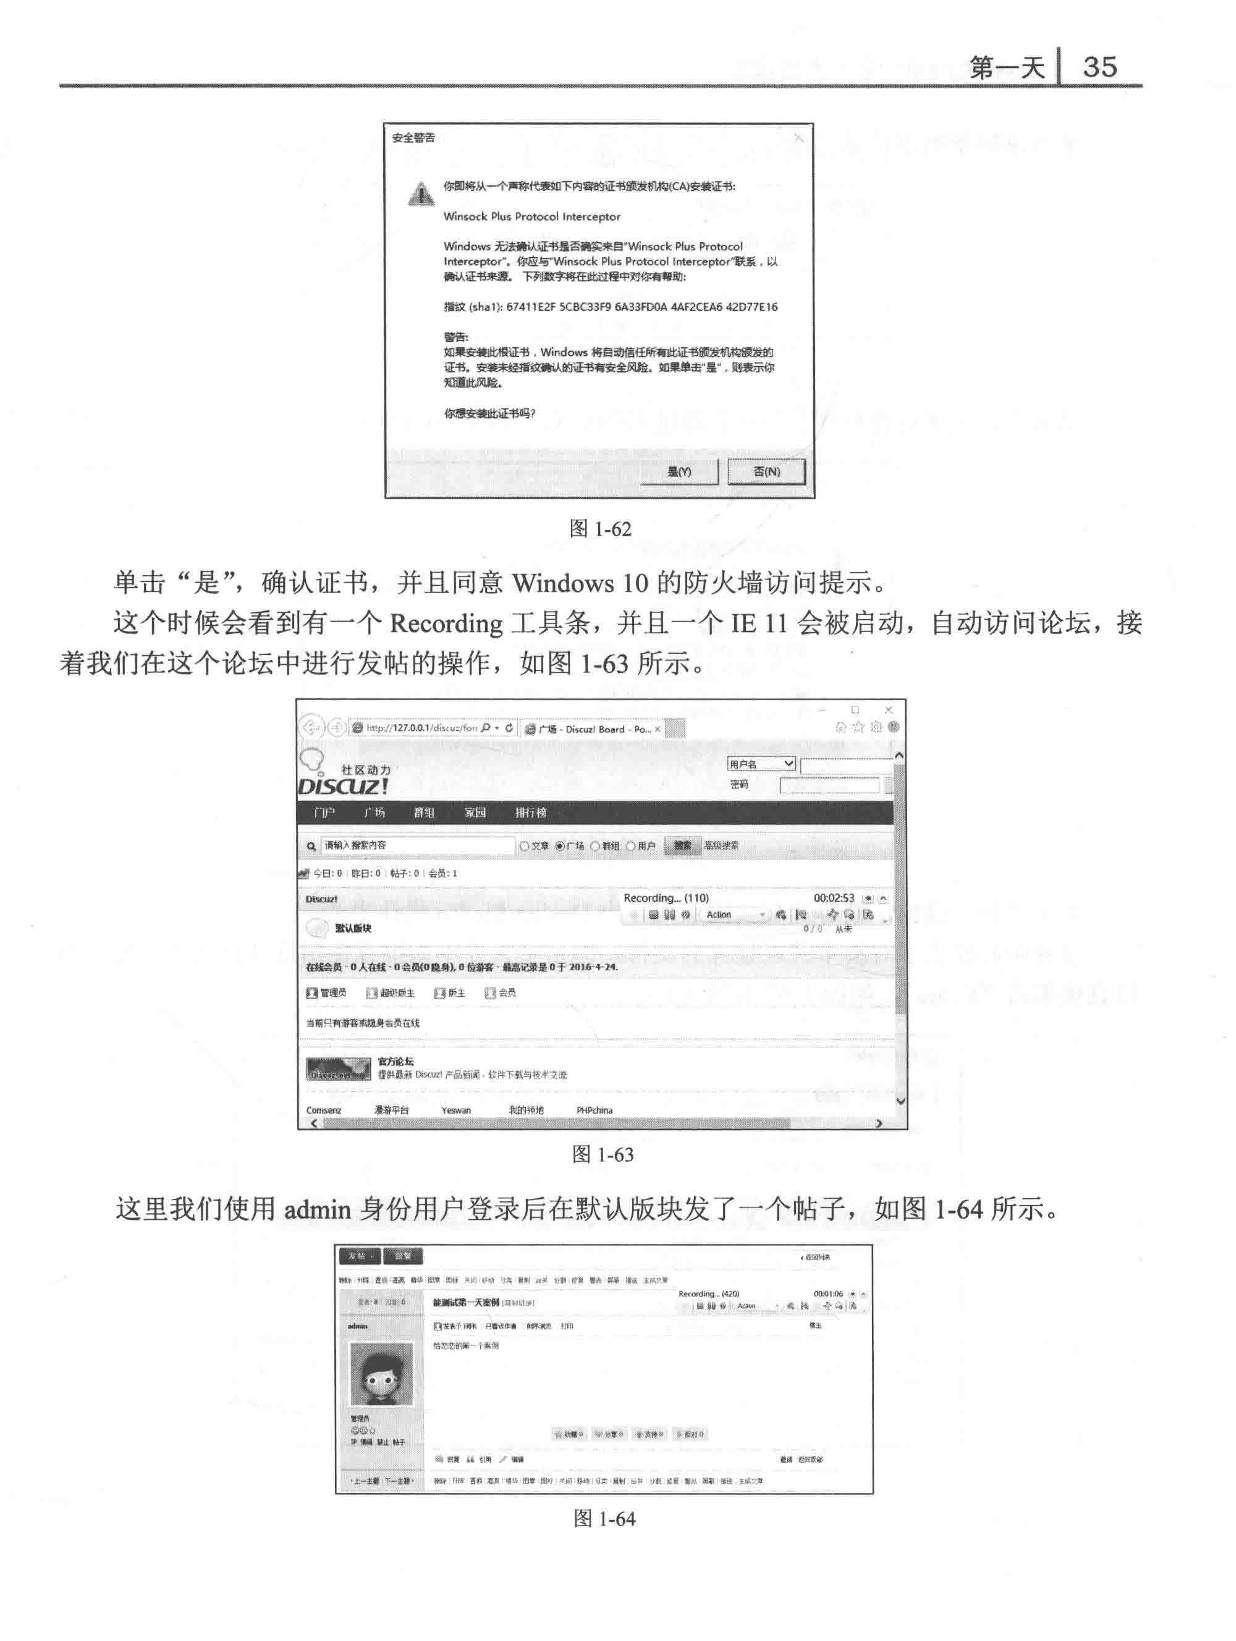 第一天 35
安全警告
你即将从一个声称代表如下内容的证书颁发机构(CA)安装证书:
Winsock Plus Protocol Interceptor
Windows 无法确认证书是否确实来自"Winsock Plus Protocol
Interceptor"。你应与"Winsock Plus Protocol Interceptor"联系，以
确认证书来源。 下列数字将在此过程中对你有帮助:
指纹 (sha1): 67411E2F 5CBC33F9 6A33FD0A 4AF2CEA6 42D77E16
警告:
如果安装此根证书，Windows 将自动信任所有此证书颁发机构颁发的
证书。安装未经指纹确认的证书有安全风险。如果单击"是"，则表示你
知道此风险。
你想安装此证书吗?
是(Y) 否(N)
图 1-62
单击“是”，确认证书，并且同意 Windows 10 的防火墙访问提示。
这个时候会看到有一个 Recording 工具条，并且一个 IE 11 会被启动，自动访问论坛，接
着我们在这个论坛中进行发帖的操作，如图 1-63 所示。
http://127.0.0.1/discuz/for 广场 - Discuz! Board - Po...
社区动力 用户名
DISCUZ! 密码
门户 广场 群组 家园 排行榜
请输入搜索内容 文章 广场 群组 用户 搜索 高级搜索
今日: 0 昨日: 0 帖子: 0 会员: 1
Discuz! Recording... (110) 00:02:53
Action
默认版块 0 / 0 从未
在线会员 - 0 人在线 - 0 会员(0 隐身), 0 位游客 - 最高记录是 0 于 2016-4-24.
管理员 超级版主 版主 会员
当前只有游客或隐身会员在线
官方论坛
提供最新 Discuz! 产品新闻、软件下载与技术交流
Comsenz 漫游平台 Yeswan 我的领地 PHPchina
图 1-63
这里我们使用 admin 身份用户登录后在默认版块发了一个帖子，如图 1-64 所示。
发帖 回复 返回列表
Recording... (420) 00:01:06
能测试第一天案例
Action
admin 楼主
管理员
回复 引用 编辑
上一主题 下一主题
图 1-64